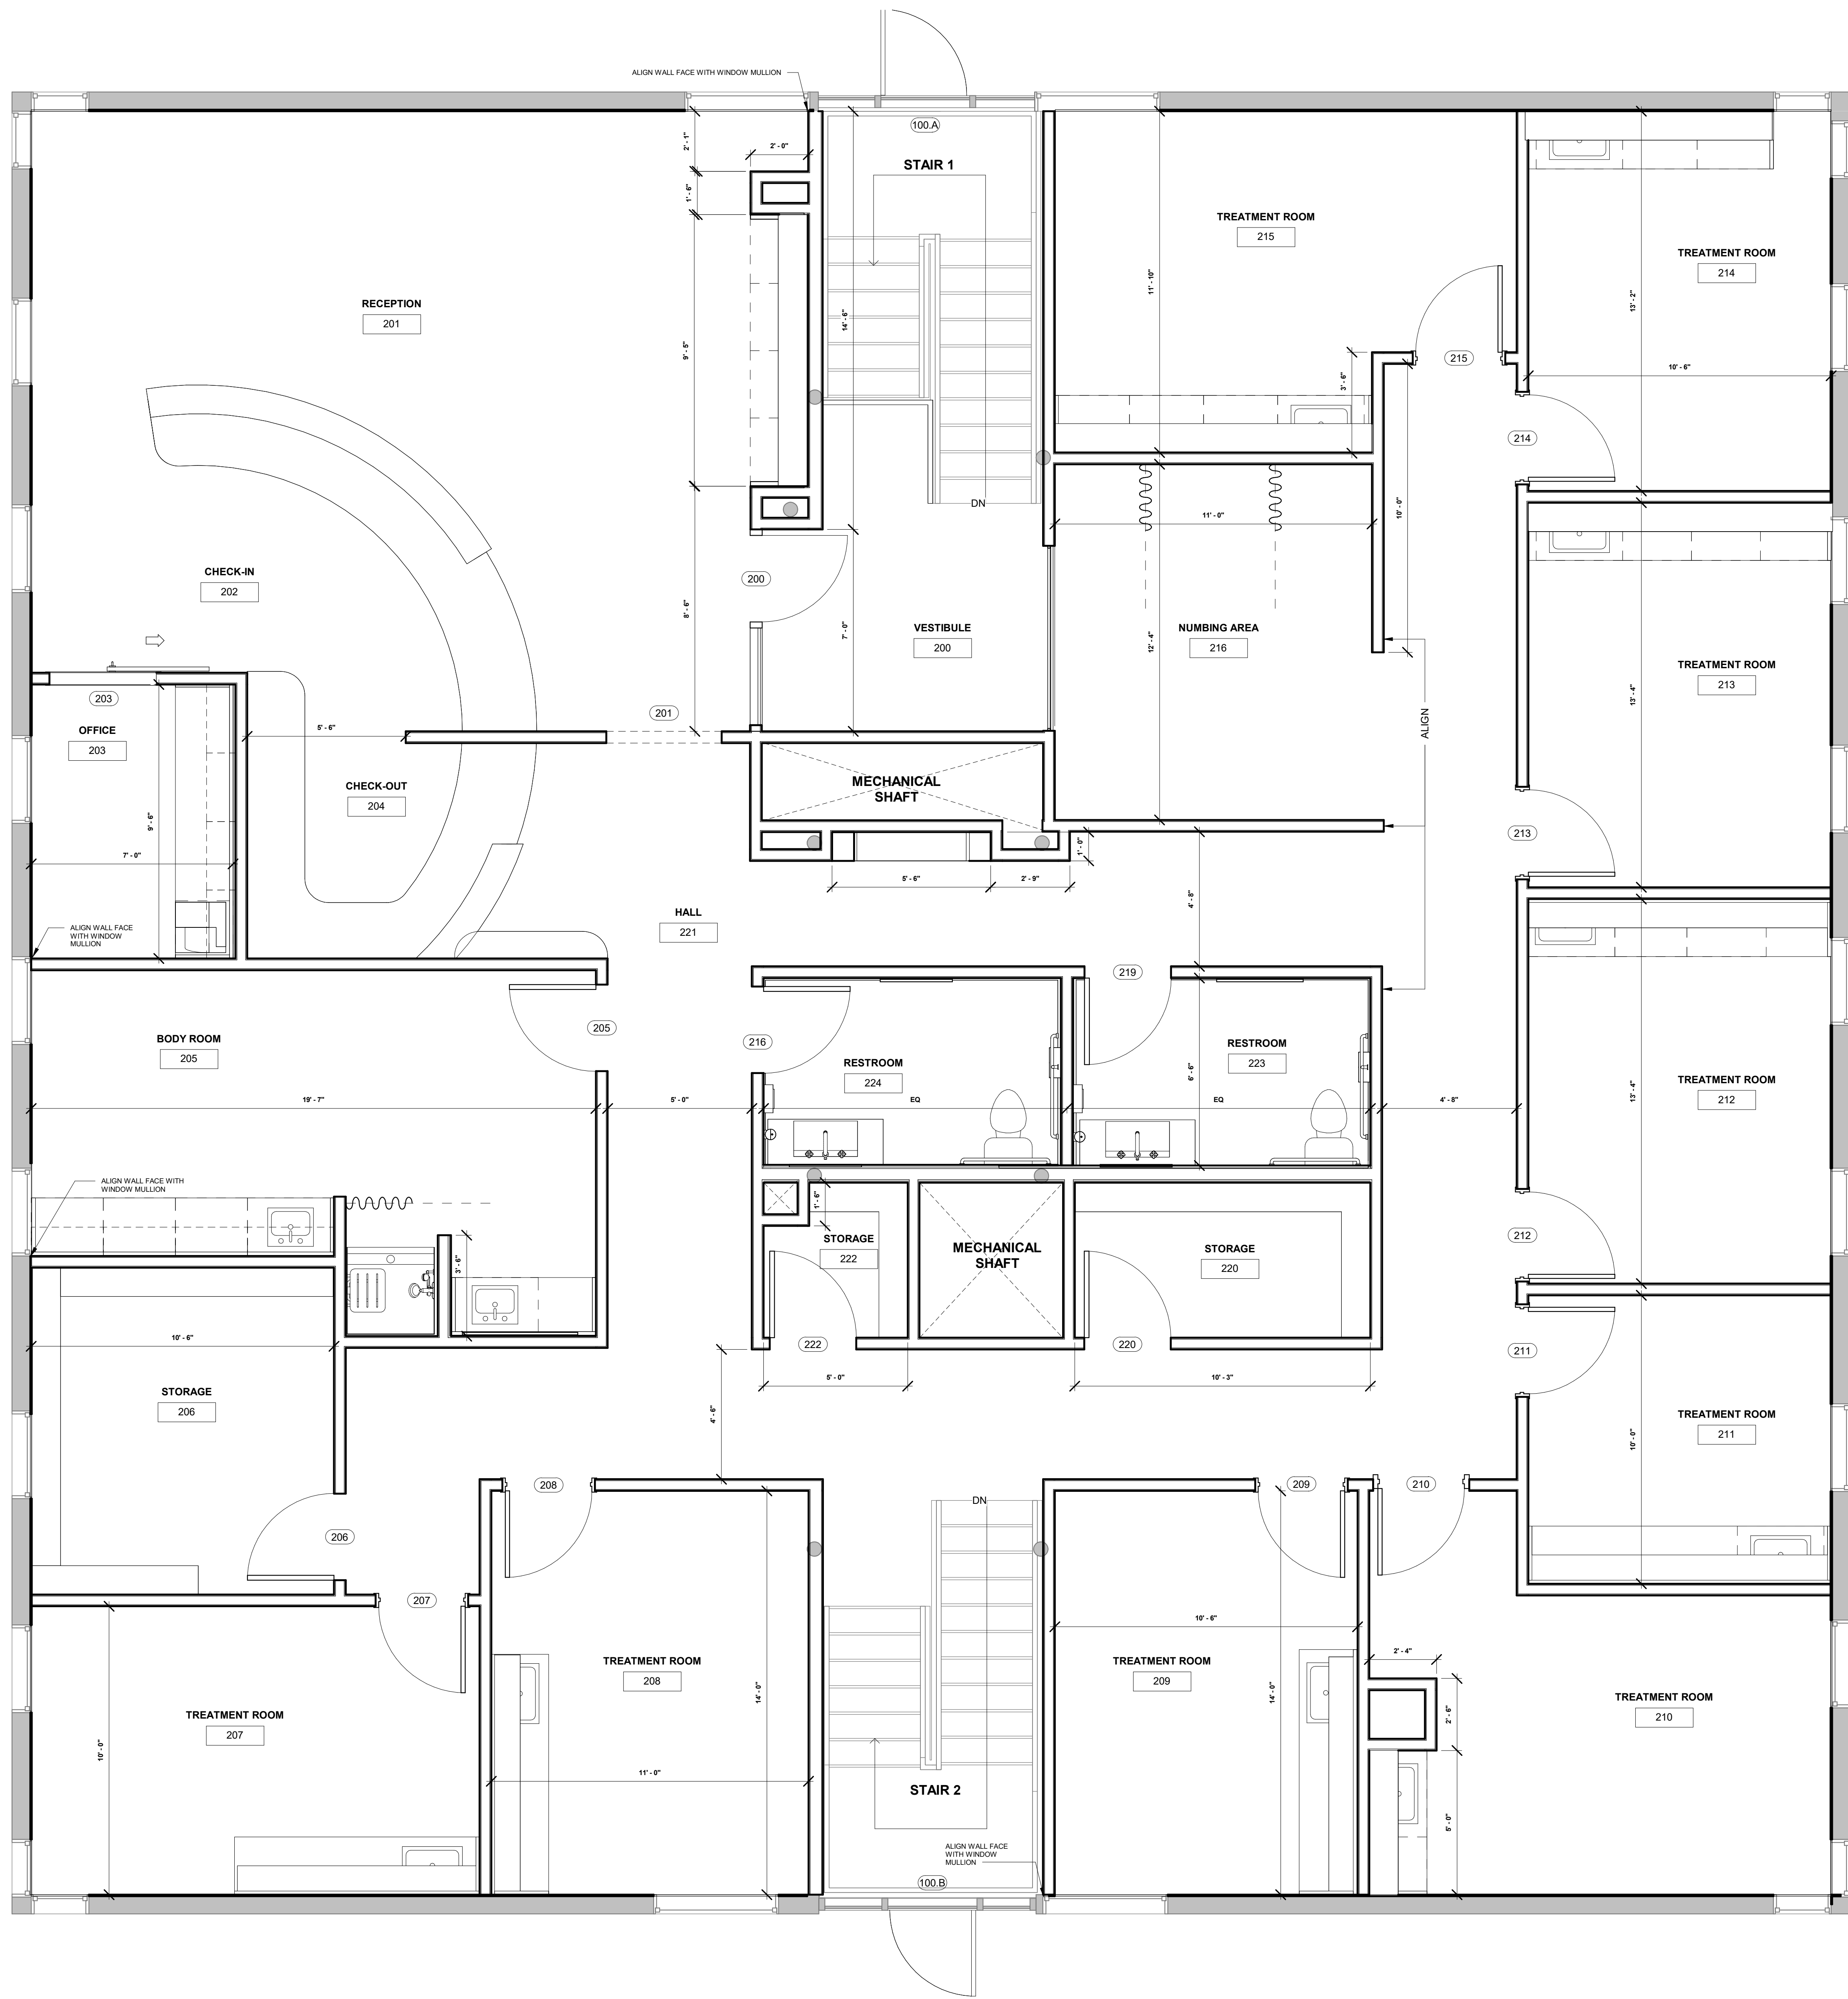 ALIGN WALL FACE WITH WINDOW MULLION
100.A
STAIR 1
2' - 1"
2' - 0"
1' - 6"
9' - 5"
14' - 6"
DN
RECEPTION
201
TREATMENT ROOM
215
11' - 10"
3' - 6"
215
TREATMENT ROOM
214
13' - 2"
10' - 6"
214
10' - 0"
11' - 0"
CHECK-IN
202
200
8' - 6"
7' - 0"
VESTIBULE
200
NUMBING AREA
216
12' - 4"
TREATMENT ROOM
213
13' - 4"
213
ALIGN
203
OFFICE
203
5' - 6"
201
9' - 6"
7' - 0"
CHECK-OUT
204
MECHANICAL
SHAFT
1' - 0"
5' - 6"
2' - 9"
4' - 8"
HALL
221
ALIGN WALL FACE
WITH WINDOW
MULLION
219
BODY ROOM
205
205
216
RESTROOM
224
RESTROOM
223
6' - 6"
TREATMENT ROOM
212
13' - 4"
19' - 7"
5' - 0"
EQ
EQ
4' - 8"
ALIGN WALL FACE WITH
WINDOW MULLION
1' - 6"
3' - 6"
STORAGE
222
MECHANICAL
SHAFT
STORAGE
220
212
10' - 6"
222
220
211
5' - 0"
10' - 3"
STORAGE
206
4' - 6"
TREATMENT ROOM
211
10' - 0"
208
209
210
DN
206
207
10' - 6"
2' - 4"
TREATMENT ROOM
208
14' - 0"
TREATMENT ROOM
209
14' - 0"
2' - 6"
TREATMENT ROOM
210
TREATMENT ROOM
207
10' - 0"
11' - 0"
STAIR 2
5' - 0"
ALIGN WALL FACE
WITH WINDOW
MULLION
100.B